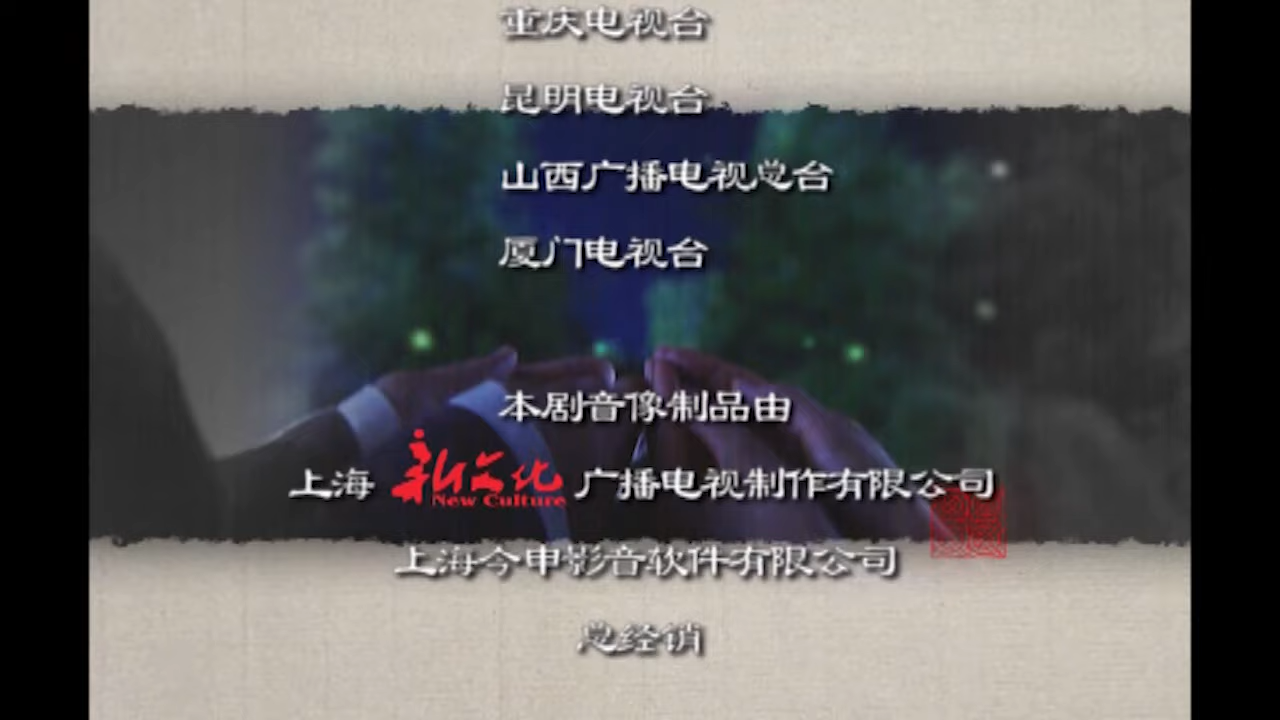 重庆电视台
昆明电视台
山西广播电视总台
厦门电视台
本剧音像制品由
上海 新文化 广播电视制作有限公司
New Culture
上海今申影音软件有限公司
总经销